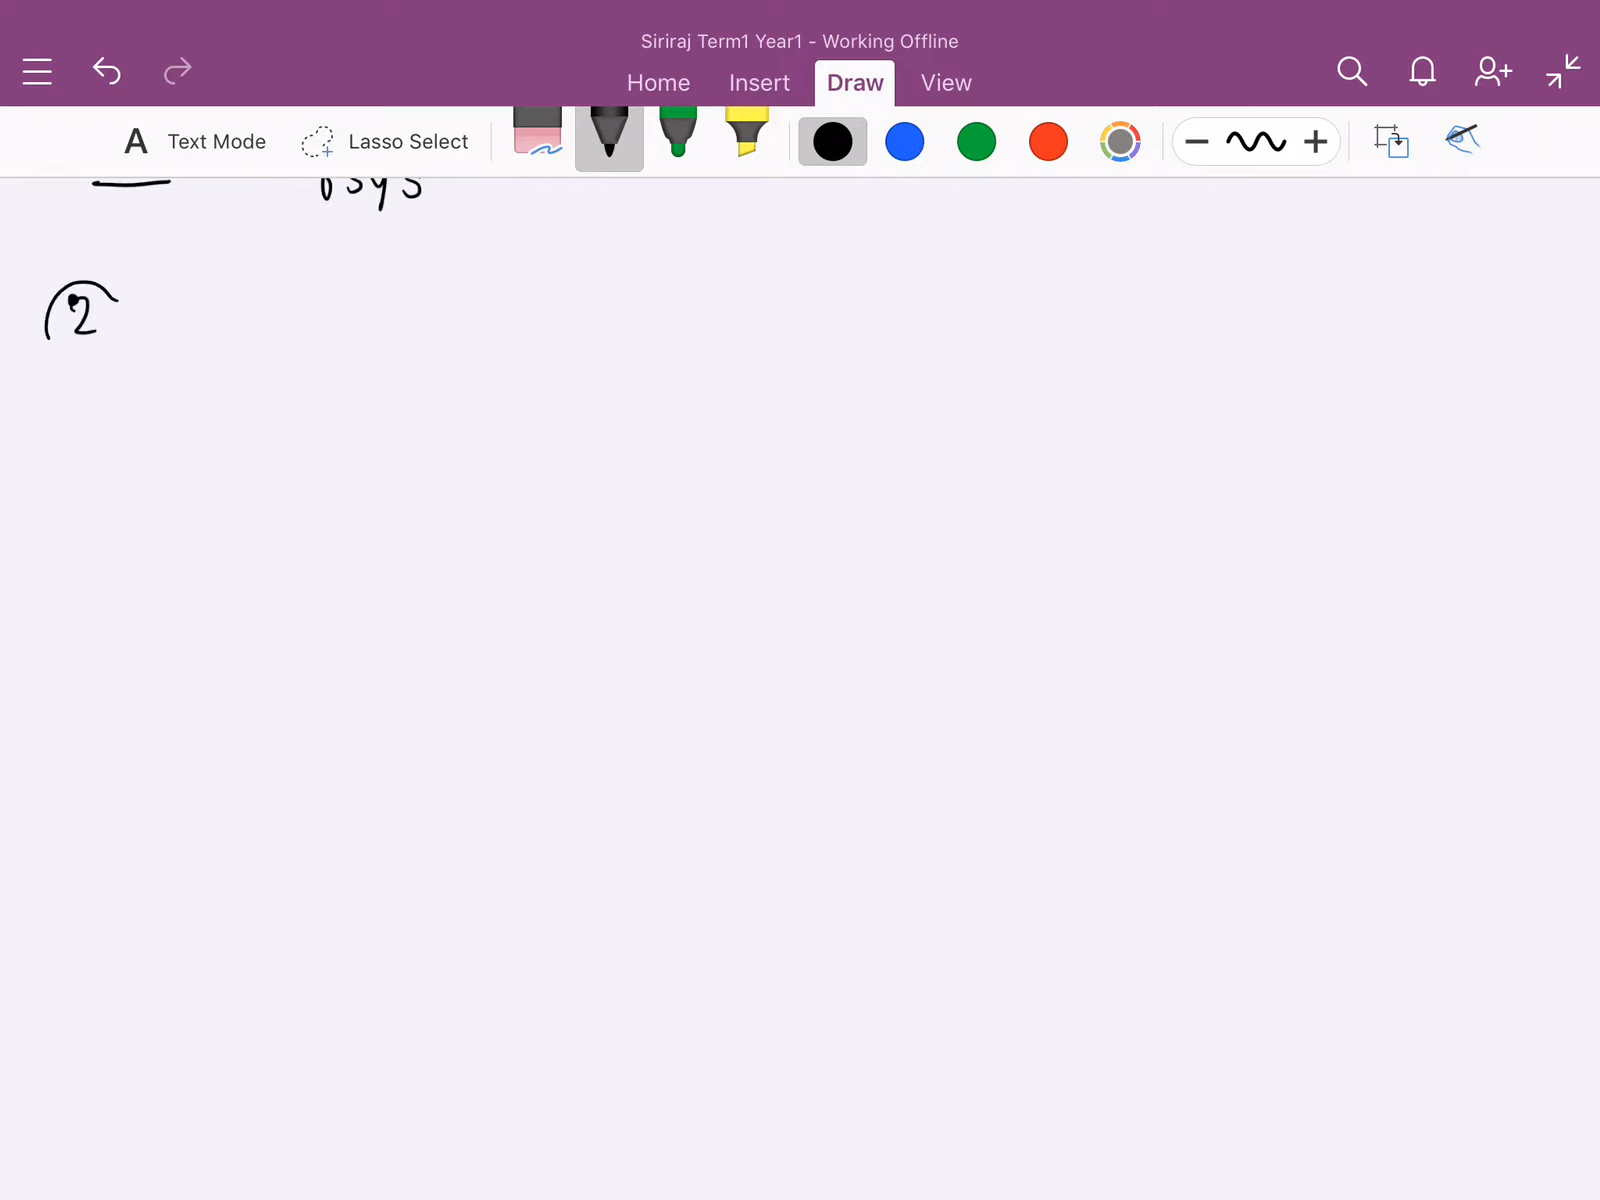 Siriraj Term1 Year1 - Working Offline
Home Insert Draw View
A Text Mode Lasso Select
2